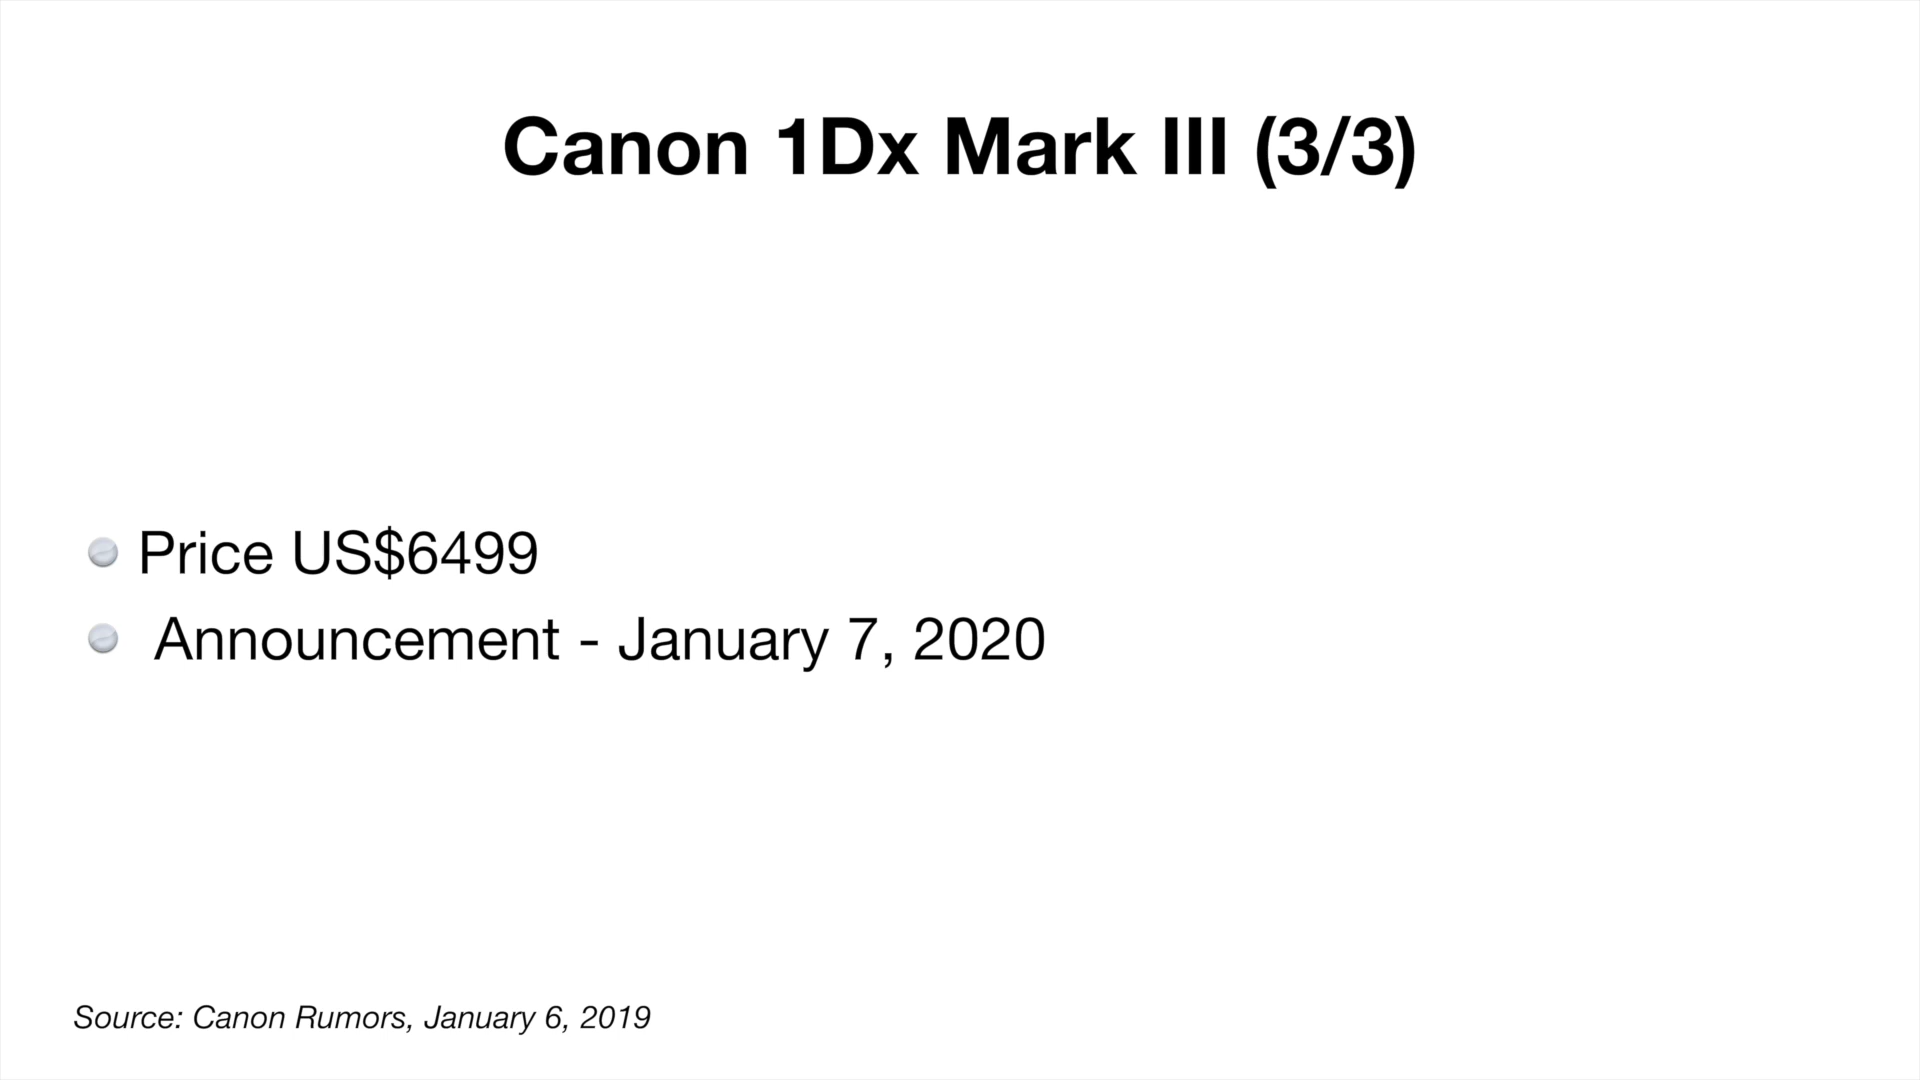 Canon 1Dx Mark III (3/3)
Price US$6499
Announcement - January 7, 2020
Source: Canon Rumors, January 6, 2019